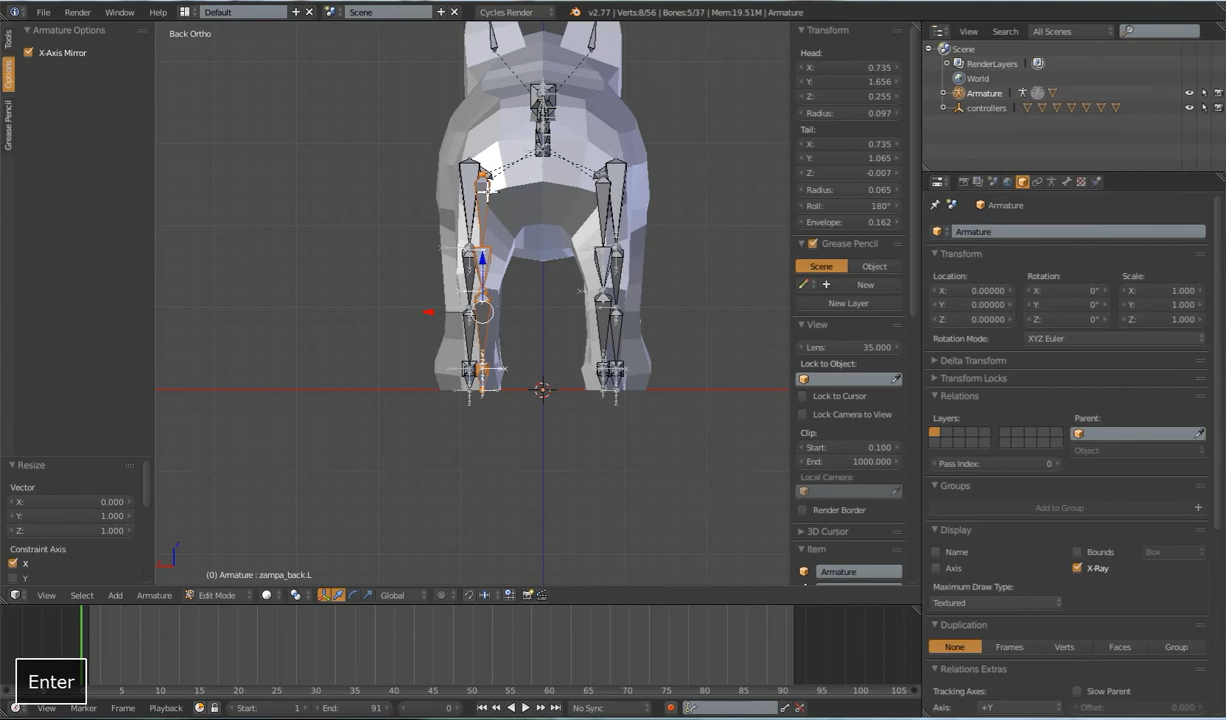 File Edit Render Window Help Default Scene Cycles Render v2.77 | Verts:8/56 | Bones:5/37 | Mem:19.51M | Armature
Tools
Options
Grease Pencil
Armature Options
X-Axis Mirror
Resize
Vector
X: 0.000
Y: 1.000
Z: 1.000
Constraint Axis
X
Y
Back Ortho
z
(0) Armature : zampa_back.L
Transform
Head:
X: 0.735
Y: 1.656
Z: 0.255
Radius: 0.097
Tail:
X: 0.735
Y: 1.065
Z: -0.007
Radius: 0.065
Roll: 180°
Envelope: 0.162
Grease Pencil
Scene Object
New
New Layer
View
Lens: 35.000
Lock to Object:
Lock to Cursor
Lock Camera to View
Clip:
Start: 0.100
End: 1000.000
Local Camera:
Render Border
3D Cursor
Item
Armature
View Search All Scenes
Scene
RenderLayers
World
Armature
controllers
Armature
Armature
Transform
Location: Rotation: Scale:
X: 0.00000 X: 0° X: 1.000
Y: 0.00000 Y: 0° Y: 1.000
Z: 0.00000 Z: 0° Z: 1.000
Rotation Mode: XYZ Euler
Delta Transform
Transform Locks
Relations
Layers: Parent:
Object
Pass Index: 0
Groups
Add to Group
Display
Name Bounds Box
Axis X-Ray
Maximum Draw Type:
Textured
Duplication
None Frames Verts Faces Group
Relations Extras
Tracking Axes: Slow Parent
Axis: +Y Offset: 0.000
View Select Add Armature Edit Mode Global
Enter
5 10 15 20 25 30 35 40 45 50 55 60 65 70 75 80 85 90 95 100 105
View Marker Frame Playback Start: 1 End: 91 0 No Sync